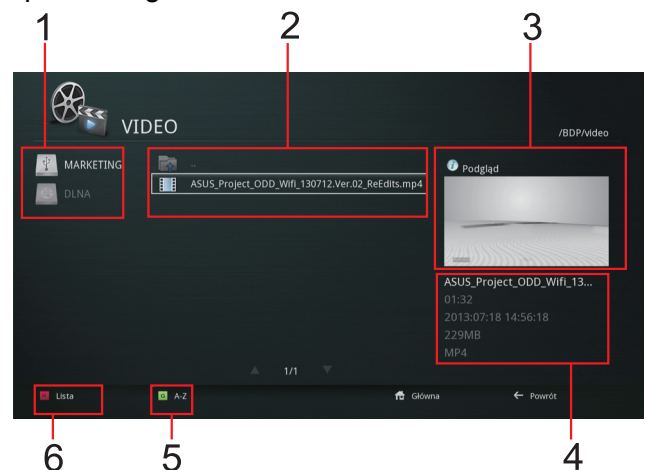 1
2
3
VIDEO
/BDP/video
MARKETING
DLNA
..
ASUS_Project_ODD_Wifi_130712.Ver.02_ReEdits.mp4
Podgląd
ASUS_Project_ODD_Wifi_13...
01:32
2013:07:18 14:56:18
229MB
MP4
1/1
Lista
G A-Z
Główna
Powrót
6
5
4